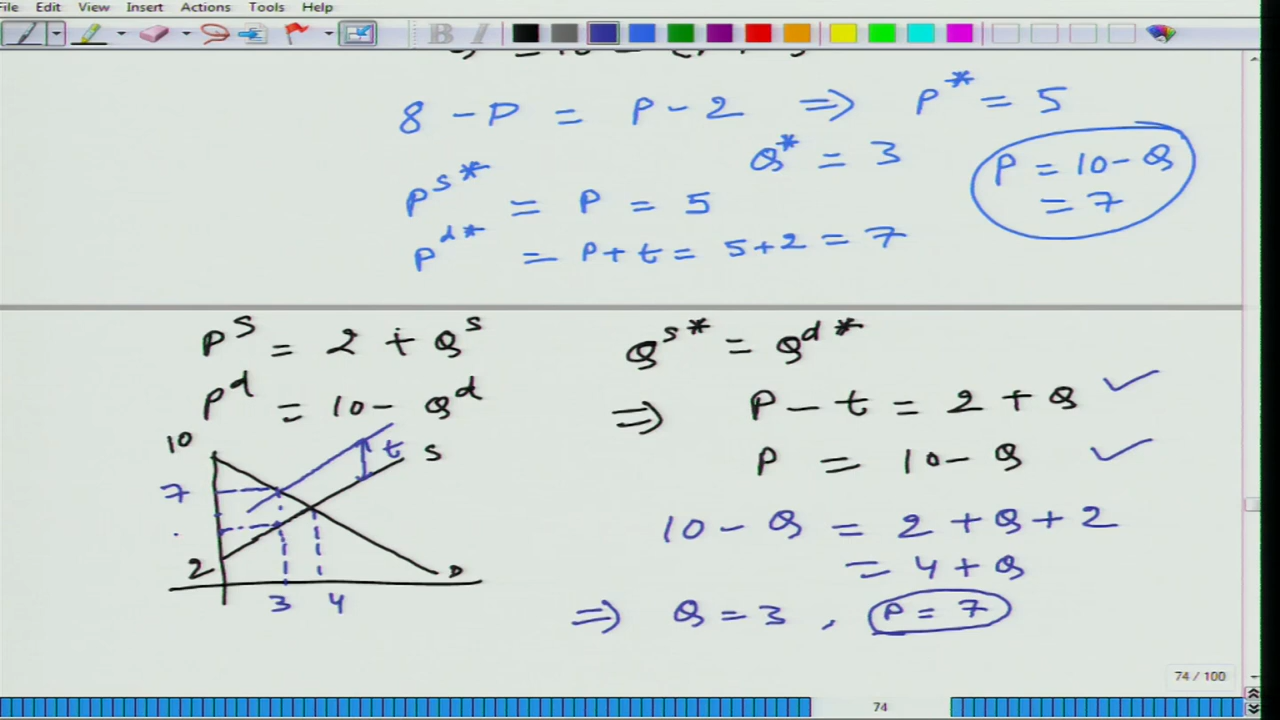 File Edit View Insert Actions Tools Help
8 - P = P - 2 ⇒ P* = 5
Q* = 3
P = 10 - Q
= 7
P^s* = P = 5
P^d* = P + t = 5 + 2 = 7
P^s = 2 + Q^s
P^d = 10 - Q^d
10
7
2
t
S
D
3 4
Q^s* = Q^d*
⇒ P - t = 2 + Q ✓
P = 10 - Q ✓
10 - Q = 2 + Q + 2
= 4 + Q
⇒ Q = 3 , P = 7
74 / 100
74